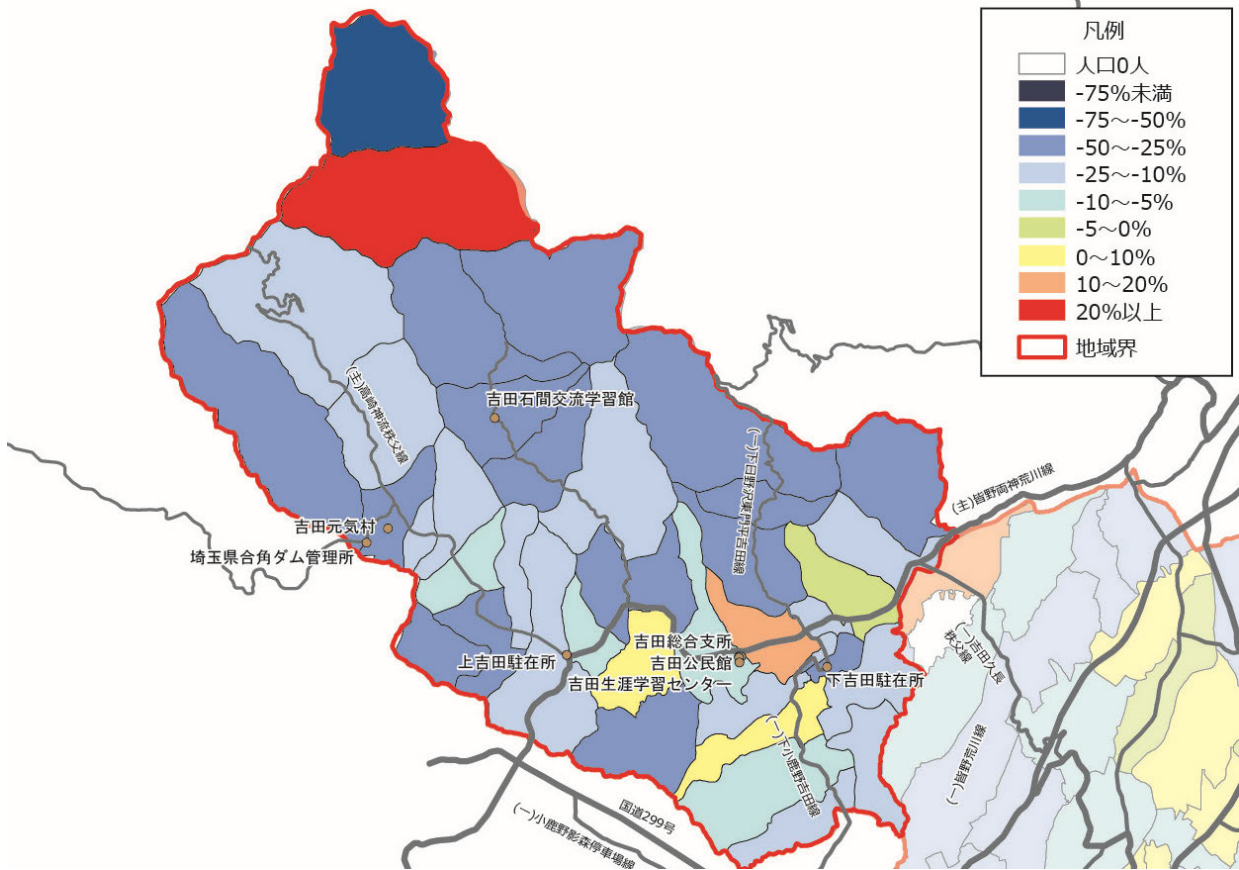 凡例
人口0人
-75%未満
-75～-50%
-50～-25%
-25～-10%
-10～-5%
-5～0%
0～10%
10～20%
20%以上
地域界
(主)高崎神流秩父線
吉田石間交流学習館
(一)下日野沢東門平吉田線
(主)皆野両神荒川線
吉田元気村
埼玉県合角ダム管理所
吉田総合支所
上吉田駐在所
吉田公民館
吉田生涯学習センター
下吉田駐在所
(一)吉田久長
秩父線
(一)皆野荒川線
(一)下小鹿野吉田線
国道299号
(一)小鹿野影森停車場線